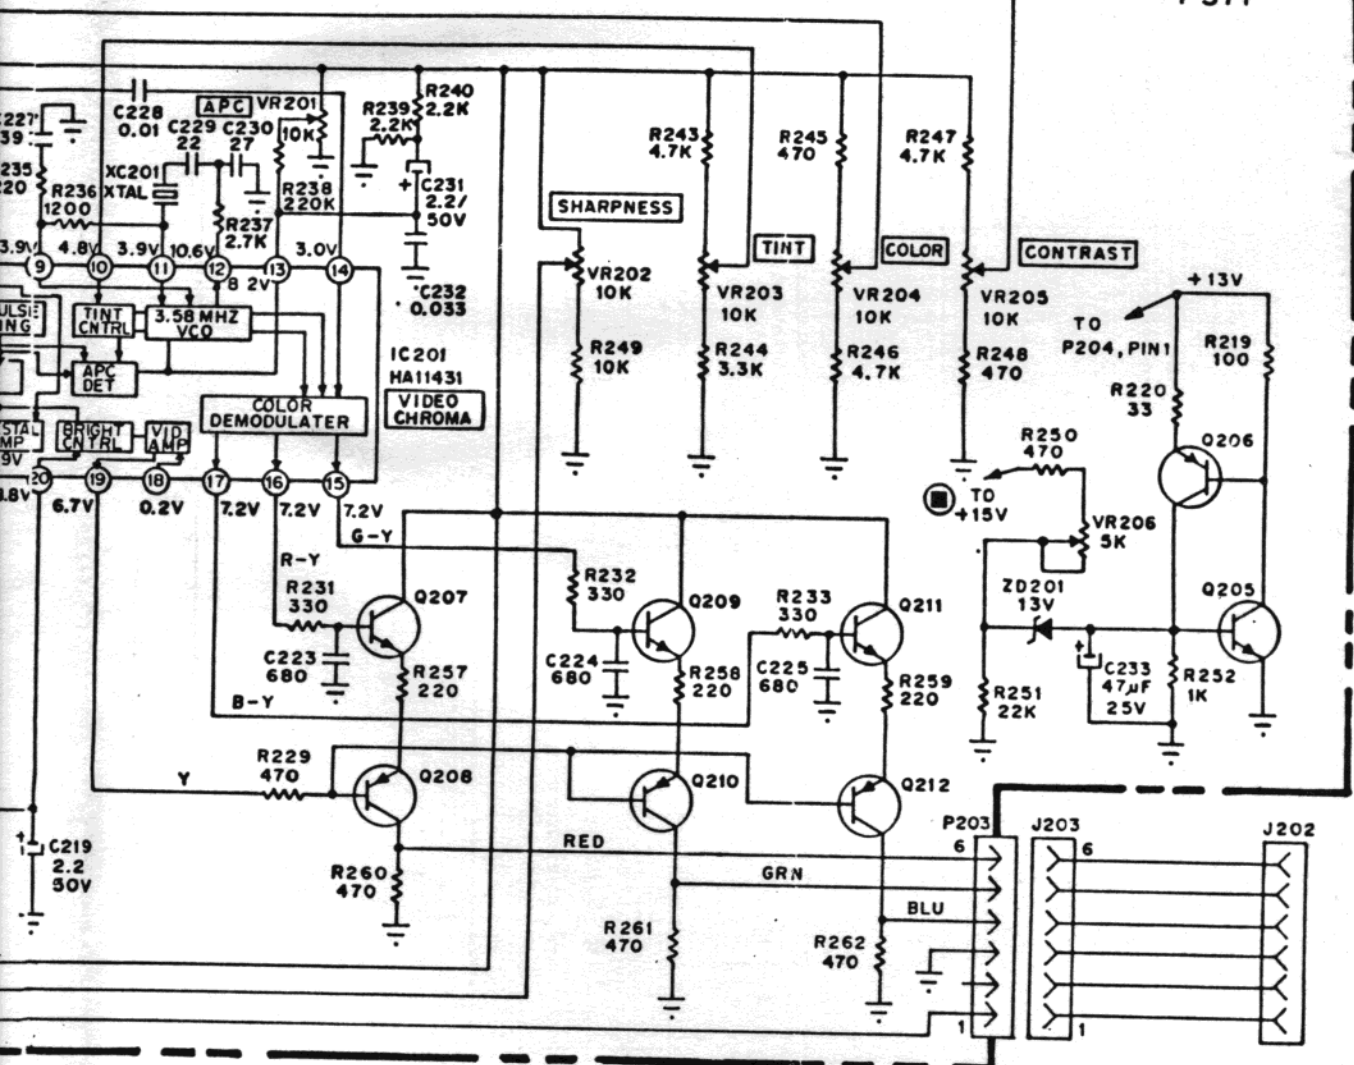 C228
0.01
APC
VR201
10K
R239
2.2K
R240
2.2K
C229
22
C230
27
XC201
XTAL
R236
1200
R237
2.7K
R238
220K
C231
2.2/
50V
C232
0.033
SHARPNESS
VR202
10K
R249
10K
R243
4.7K
TINT
VR203
10K
R244
3.3K
R245
470
COLOR
VR204
10K
R246
4.7K
R247
4.7K
CONTRAST
VR205
10K
R248
470
+13V
TO
P204, PIN1
R219
100
R220
33
Q206
R250
470
TO
+15V
VR206
5K
ZD201
13V
Q205
C233
47µF
25V
R252
1K
R251
22K
3.9V
4.8V
3.9V
10.6V
8.2V
3.0V
9
10
11
12
13
14
TINT
CNTRL
3.58 MHZ
VCO
APC
DET
IC201
HA11431
VIDEO
CHROMA
COLOR
DEMODULATER
BRIGHT
CNTRL
VID
AMP
20
19
18
17
16
15
6.7V
0.2V
7.2V
7.2V
7.2V
G-Y
R-Y
R231
330
Q207
C223
680
R257
220
B-Y
R232
330
Q209
C224
680
R258
220
R233
330
Q211
C225
680
R259
220
R229
470
Y
Q208
Q210
Q212
C219
2.2
50V
R260
470
RED
GRN
BLU
R261
470
R262
470
P203
6
1
J203
6
1
J202